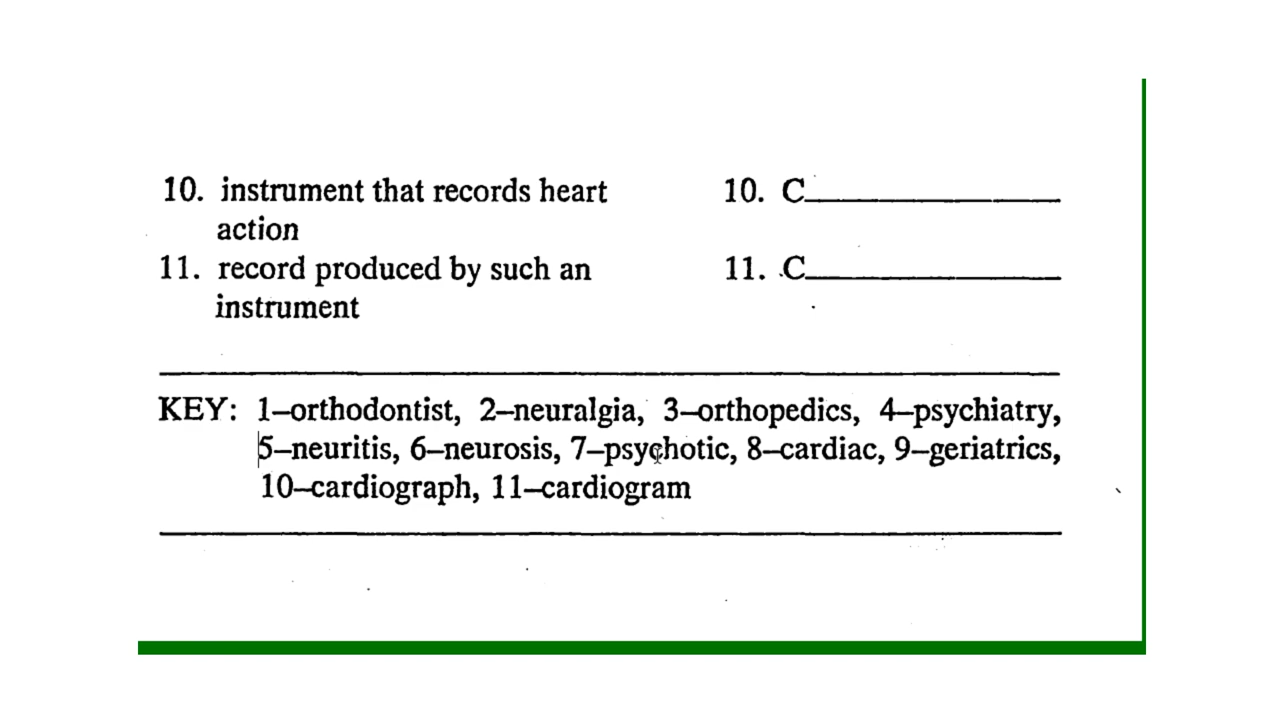 10. instrument that records heart 10. C
action
11. record produced by such an 11. C
instrument
KEY: 1–orthodontist, 2–neuralgia, 3–orthopedics, 4–psychiatry,
5–neuritis, 6–neurosis, 7–psychotic, 8–cardiac, 9–geriatrics,
10–cardiograph, 11–cardiogram